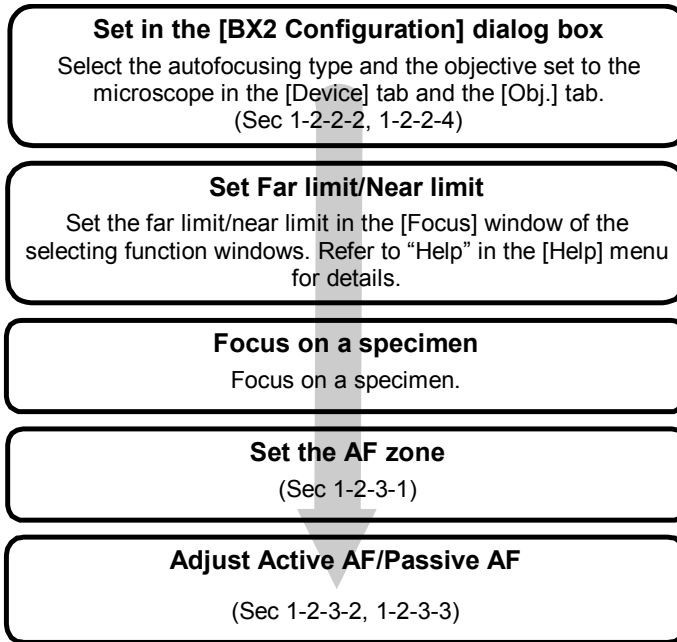 Set in the [BX2 Configuration] dialog box
Select the autofocusing type and the objective set to the
microscope in the [Device] tab and the [Obj.] tab.
(Sec 1-2-2-2, 1-2-2-4)
Set Far limit/Near limit
Set the far limit/near limit in the [Focus] window of the
selecting function windows. Refer to “Help” in the [Help] menu
for details.
Focus on a specimen
Focus on a specimen.
Set the AF zone
(Sec 1-2-3-1)
Adjust Active AF/Passive AF
(Sec 1-2-3-2, 1-2-3-3)